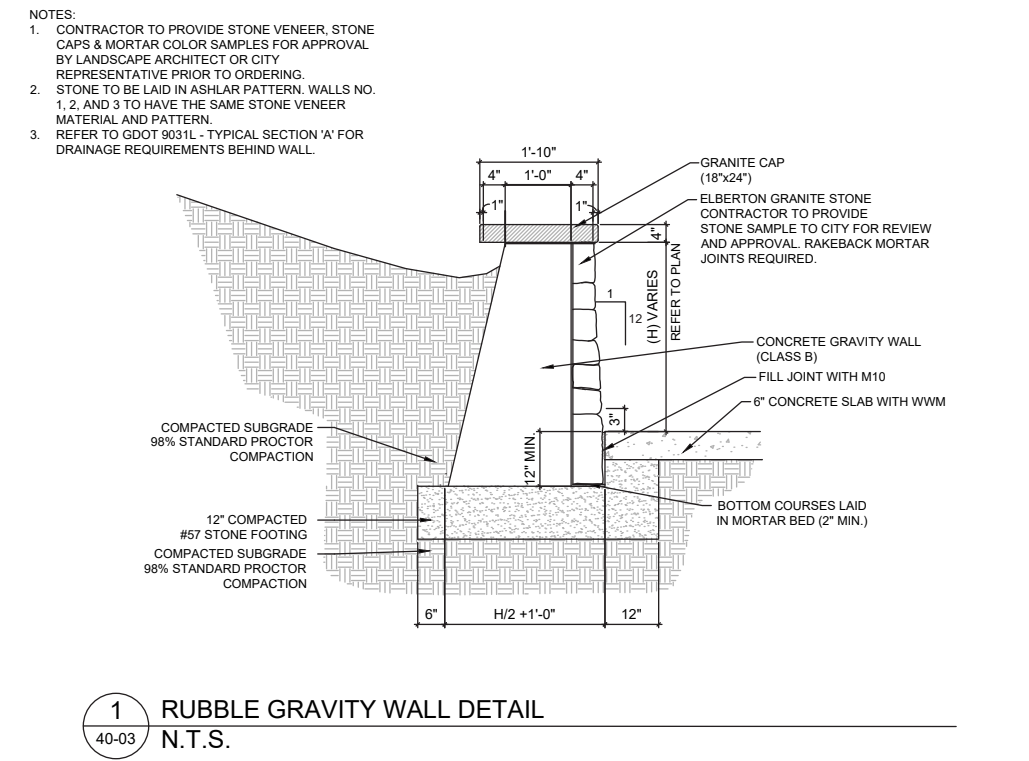 NOTES:
1. CONTRACTOR TO PROVIDE STONE VENEER, STONE
CAPS & MORTAR COLOR SAMPLES FOR APPROVAL
BY LANDSCAPE ARCHITECT OR CITY
REPRESENTATIVE PRIOR TO ORDERING.
2. STONE TO BE LAID IN ASHLAR PATTERN. WALLS NO.
1, 2, AND 3 TO HAVE THE SAME STONE VENEER
MATERIAL AND PATTERN.
3. REFER TO GDOT 9031L - TYPICAL SECTION 'A' FOR
DRAINAGE REQUIREMENTS BEHIND WALL.
1'-10"
4" 1'-0" 4"
1" 1"
GRANITE CAP
(18"x24")
ELBERTON GRANITE STONE
CONTRACTOR TO PROVIDE
STONE SAMPLE TO CITY FOR REVIEW
AND APPROVAL. RAKEBACK MORTAR
JOINTS REQUIRED.
4"
(H) VARIES
REFER TO PLAN
1
12
CONCRETE GRAVITY WALL
(CLASS B)
FILL JOINT WITH M10
6" CONCRETE SLAB WITH WWM
3"
12" MIN.
COMPACTED SUBGRADE
98% STANDARD PROCTOR
COMPACTION
BOTTOM COURSES LAID
IN MORTAR BED (2" MIN.)
12" COMPACTED
#57 STONE FOOTING
COMPACTED SUBGRADE
98% STANDARD PROCTOR
COMPACTION
6" H/2 +1'-0" 12"
1
40-03
RUBBLE GRAVITY WALL DETAIL
N.T.S.